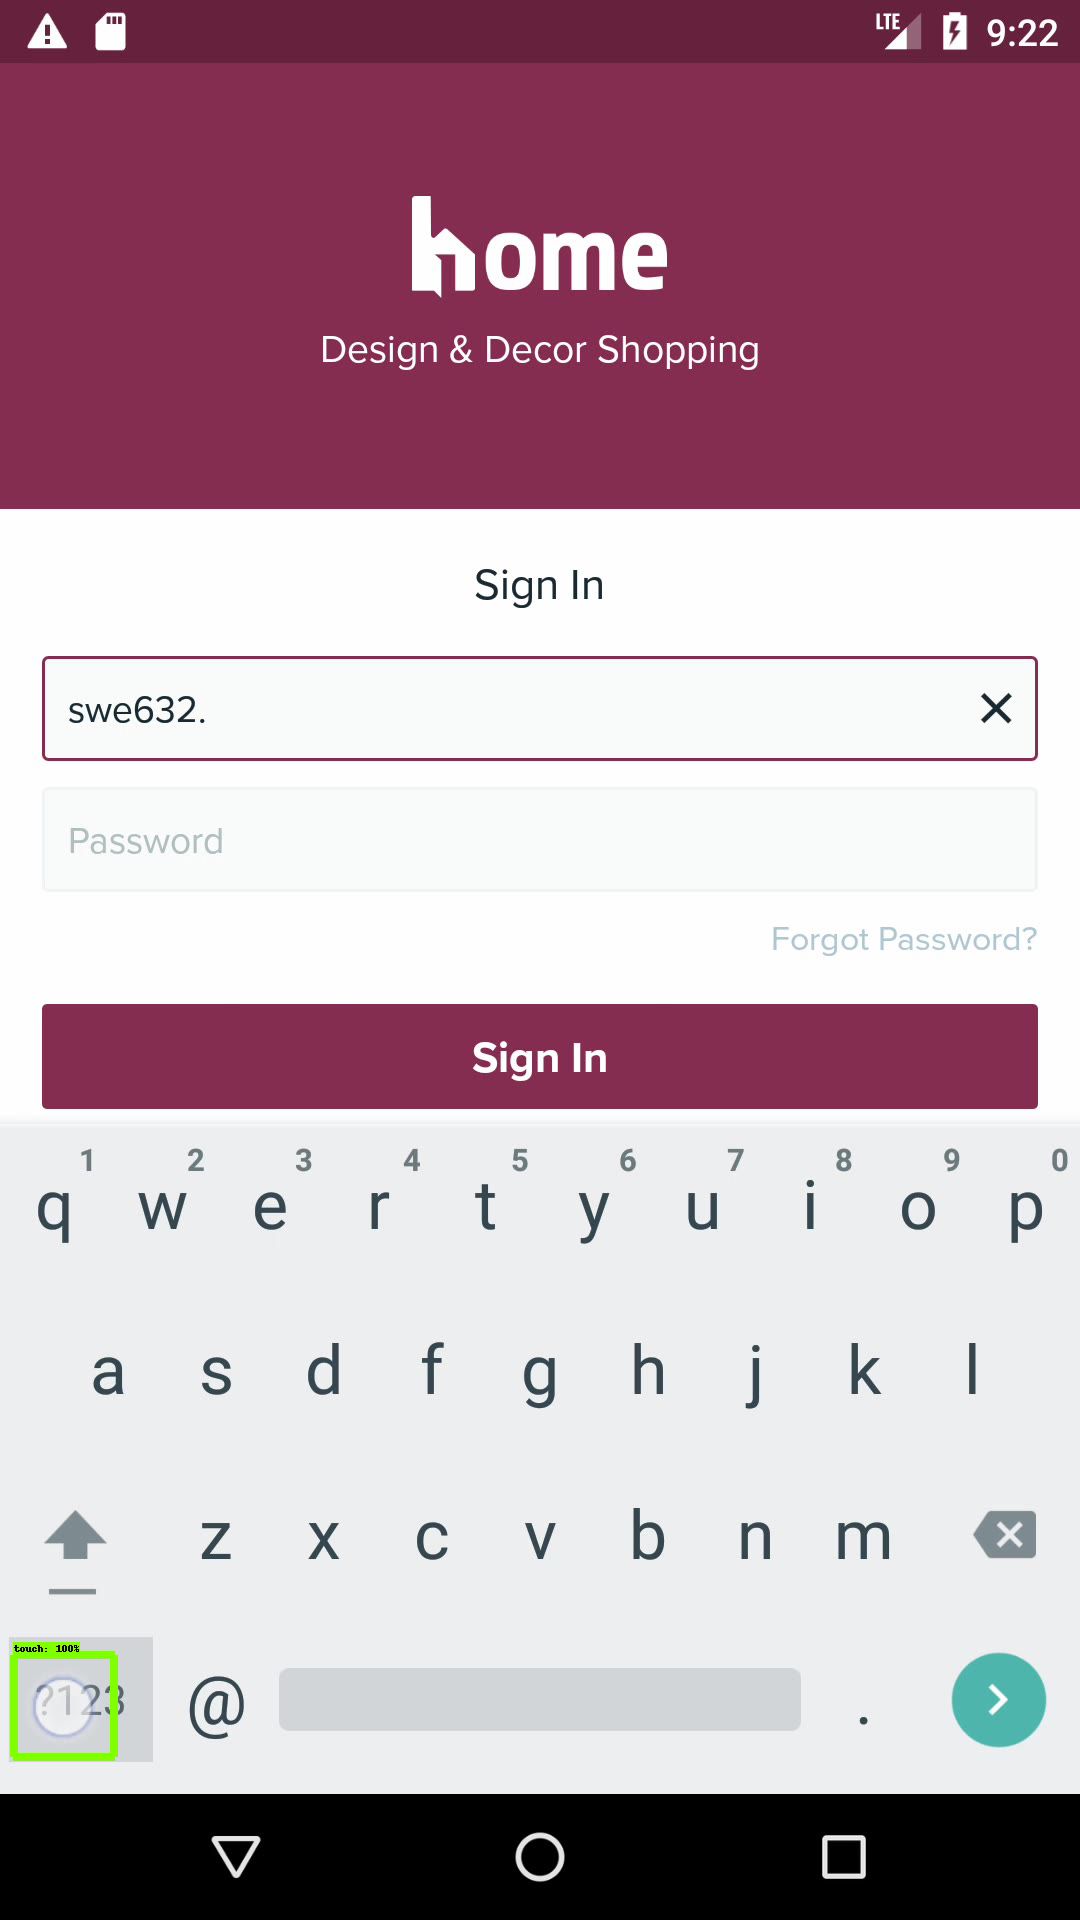 LTE 9:22
home
Design & Decor Shopping
Sign In
swe632.
Password
Forgot Password?
Sign In
1 2 3 4 5 6 7 8 9 0
q w e r t y u i o p
a s d f g h j k l
z x c v b n m
touch: 100%
?123 @ .